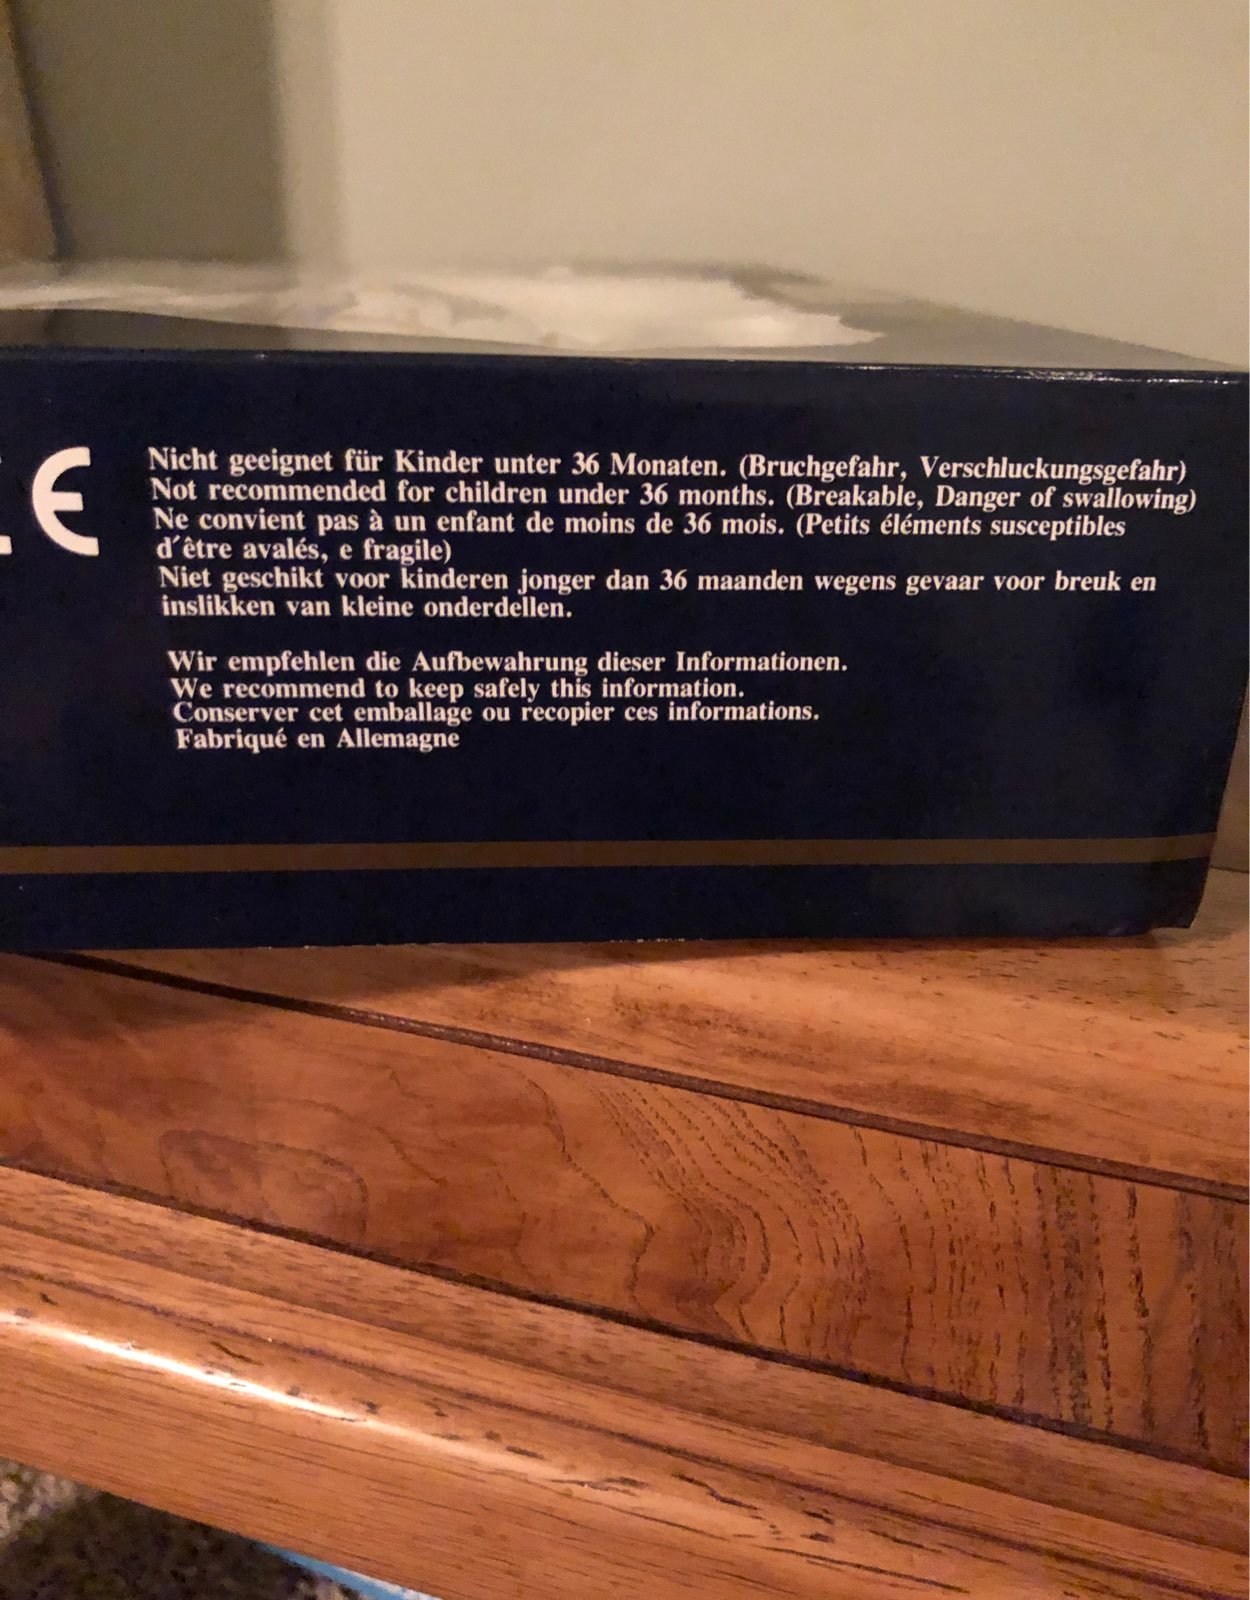 CE
Nicht geeignet für Kinder unter 36 Monaten. (Bruchgefahr, Verschluckungsgefahr)
Not recommended for children under 36 months. (Breakable, Danger of swallowing)
Ne convient pas à un enfant de moins de 36 mois. (Petits éléments susceptibles
d´être avalés, e fragile)
Niet geschikt voor kinderen jonger dan 36 maanden wegens gevaar voor breuk en
inslikken van kleine onderdellen.
Wir empfehlen die Aufbewahrung dieser Informationen.
We recommend to keep safely this information.
Conserver cet emballage ou recopier ces informations.
Fabriqué en Allemagne